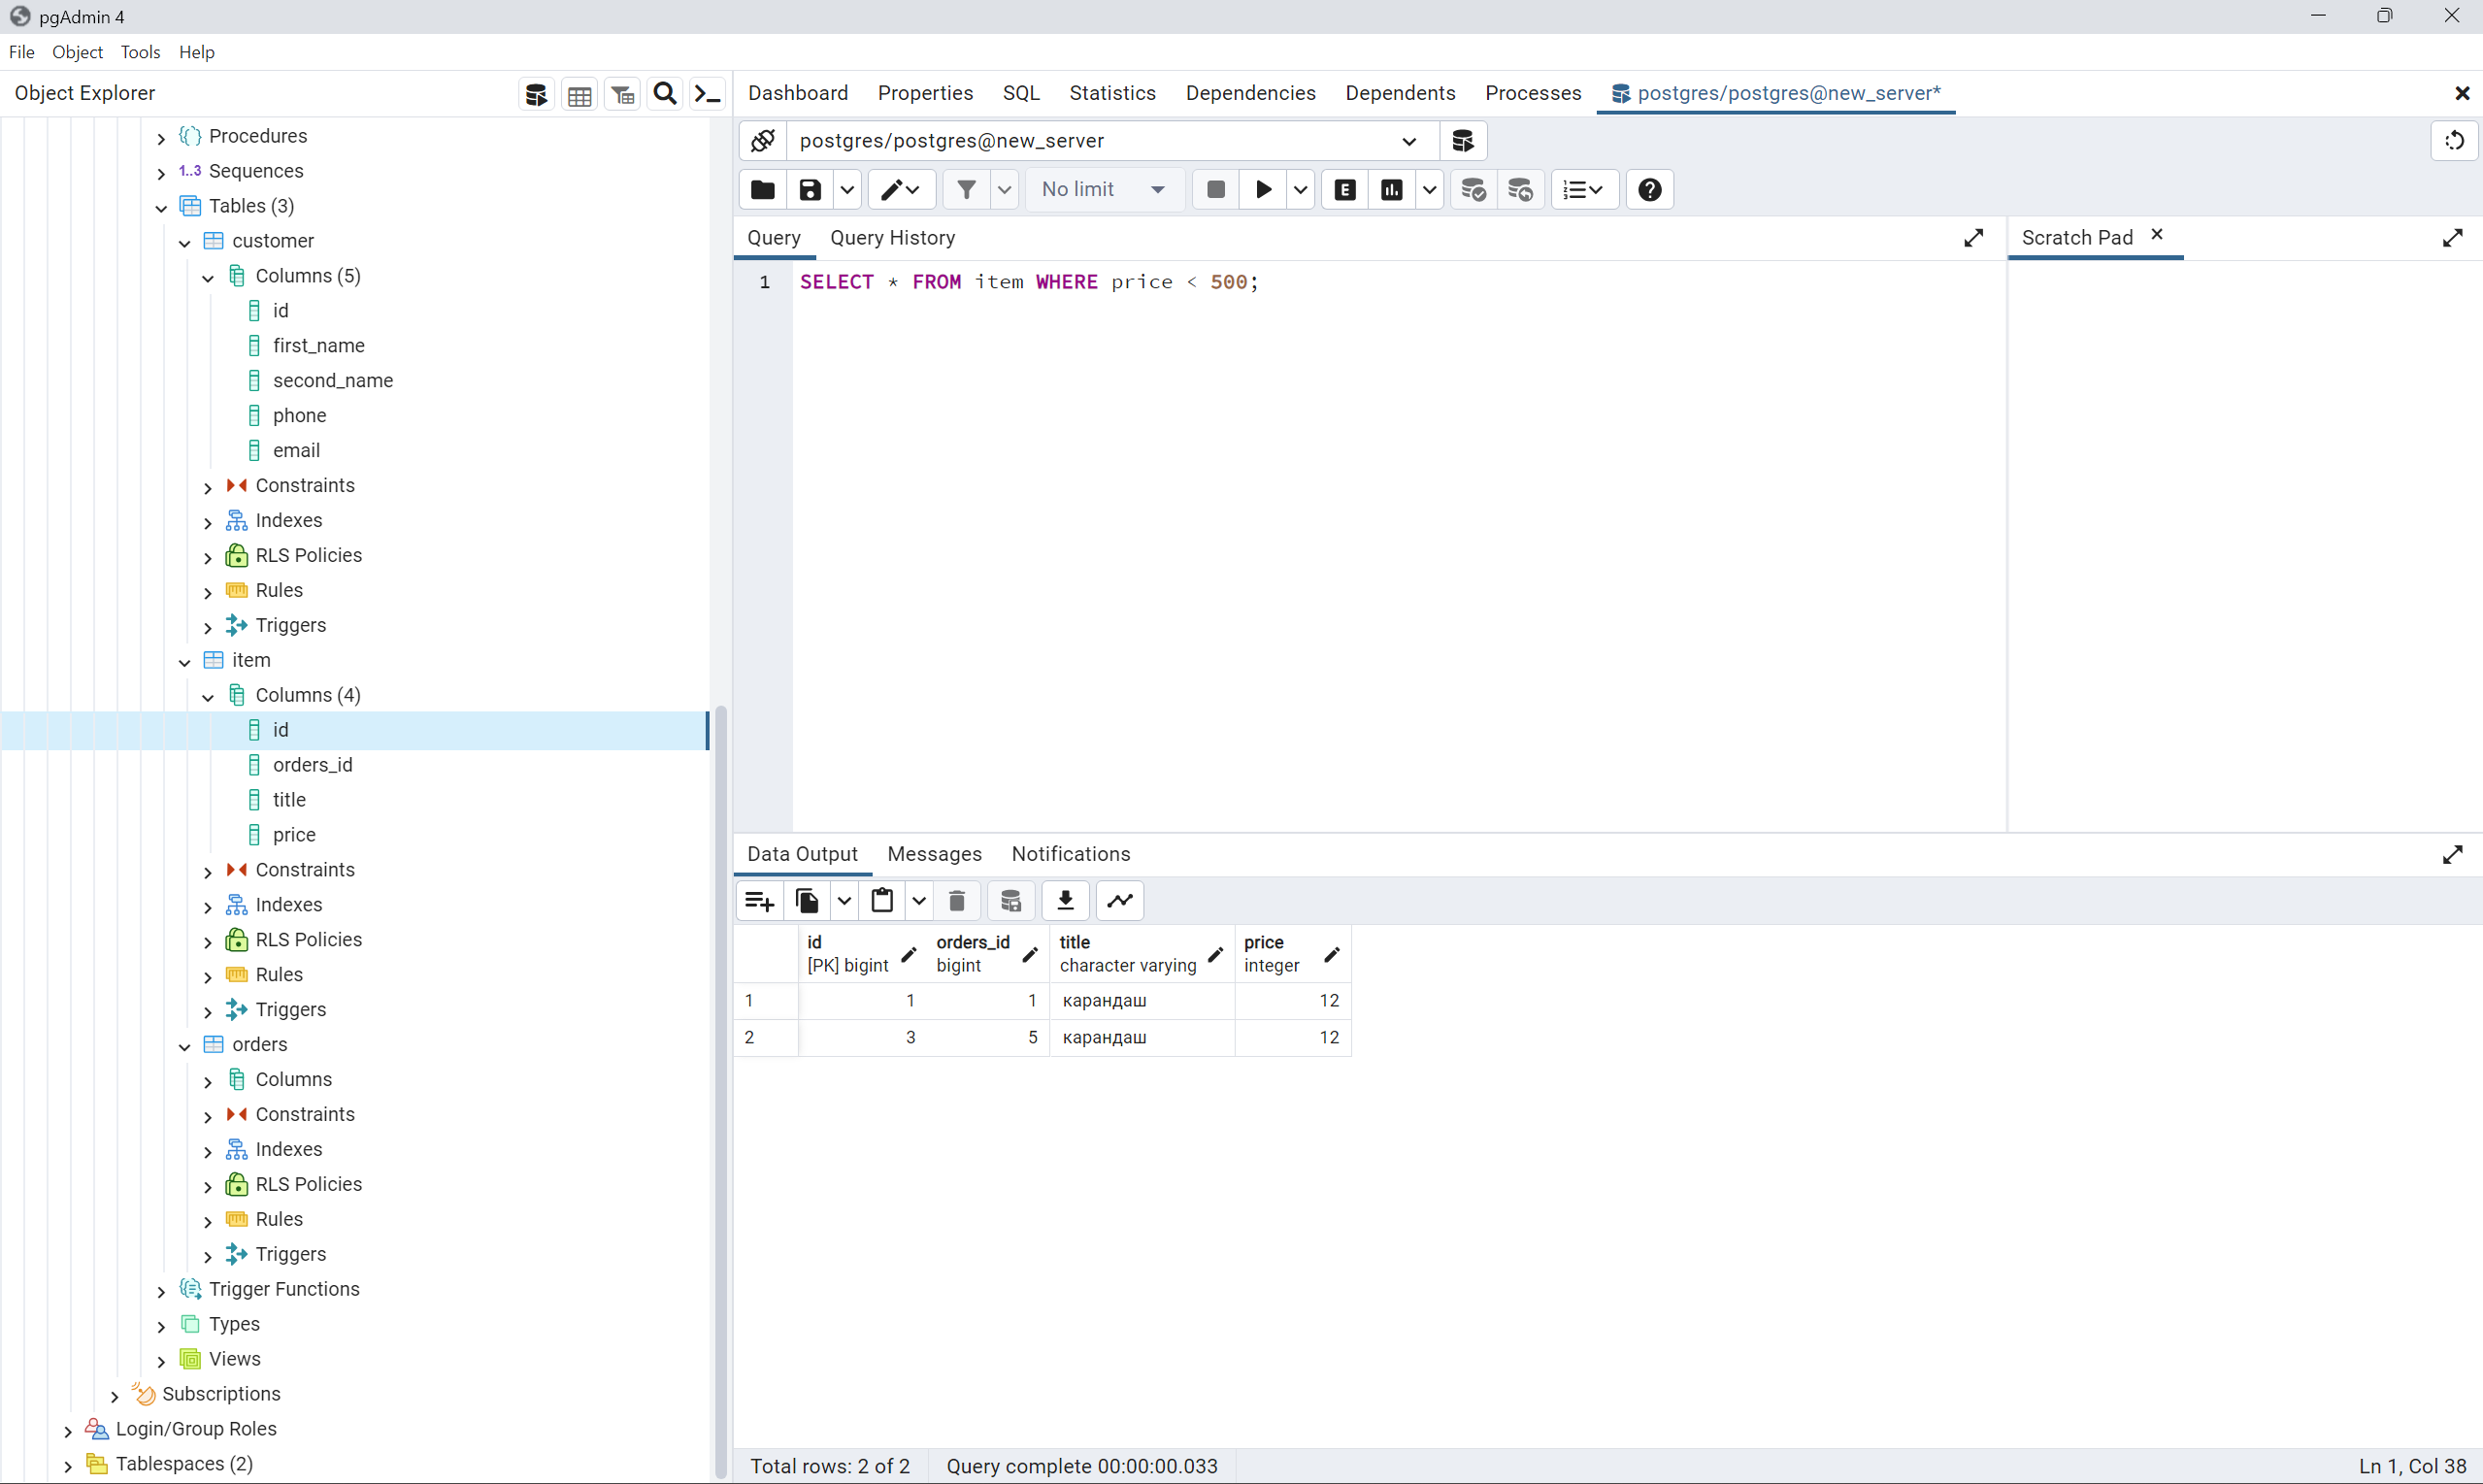 pgAdmin 4
File Object Tools Help
Object Explorer
Dashboard Properties SQL Statistics Dependencies Dependents Processes postgres/postgres@new_server*
postgres/postgres@new_server
No limit
E
Query Query History
Scratch Pad
1 SELECT * FROM item WHERE price < 500;
Procedures
1..3 Sequences
Tables (3)
customer
Columns (5)
id
first_name
second_name
phone
email
Constraints
Indexes
RLS Policies
Rules
Triggers
item
Columns (4)
id
orders_id
title
price
Constraints
Indexes
RLS Policies
Rules
Triggers
orders
Columns
Constraints
Indexes
RLS Policies
Rules
Triggers
Trigger Functions
Types
Views
Subscriptions
Login/Group Roles
Tablespaces (2)
Data Output Messages Notifications
id orders_id title price
[PK] bigint bigint character varying integer
1 1 1 карандаш 12
2 3 5 карандаш 12
Total rows: 2 of 2 Query complete 00:00:00.033 Ln 1, Col 38